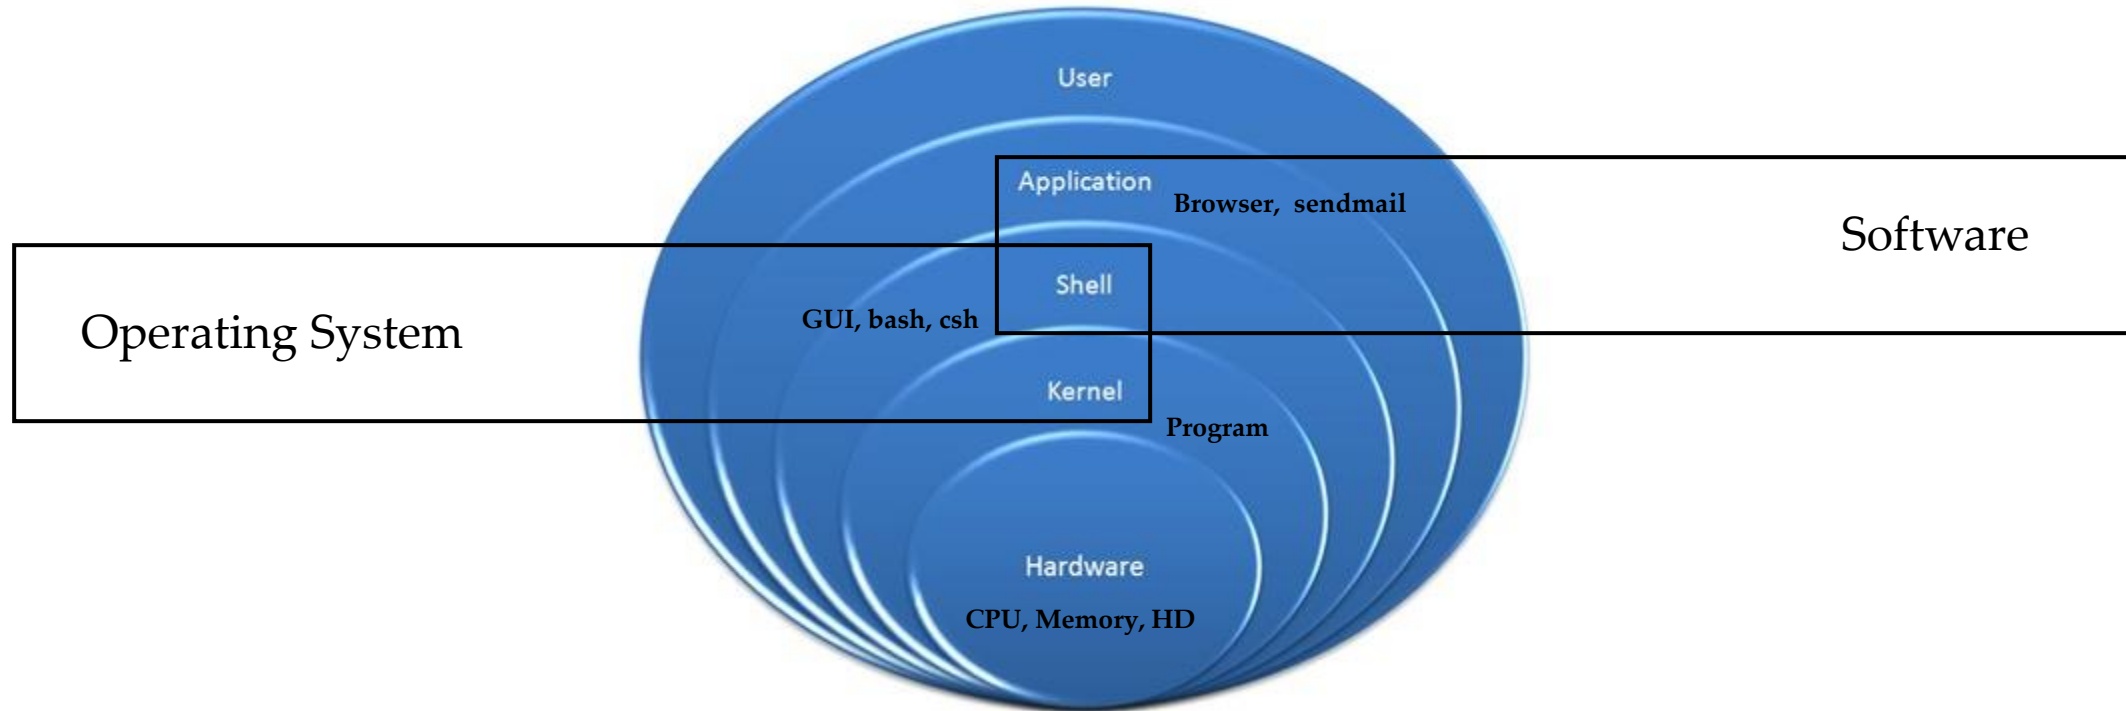 User
Application
Browser, sendmail
Software
Shell
GUI, bash, csh
Operating System
Kernel
Program
Hardware
CPU, Memory, HD